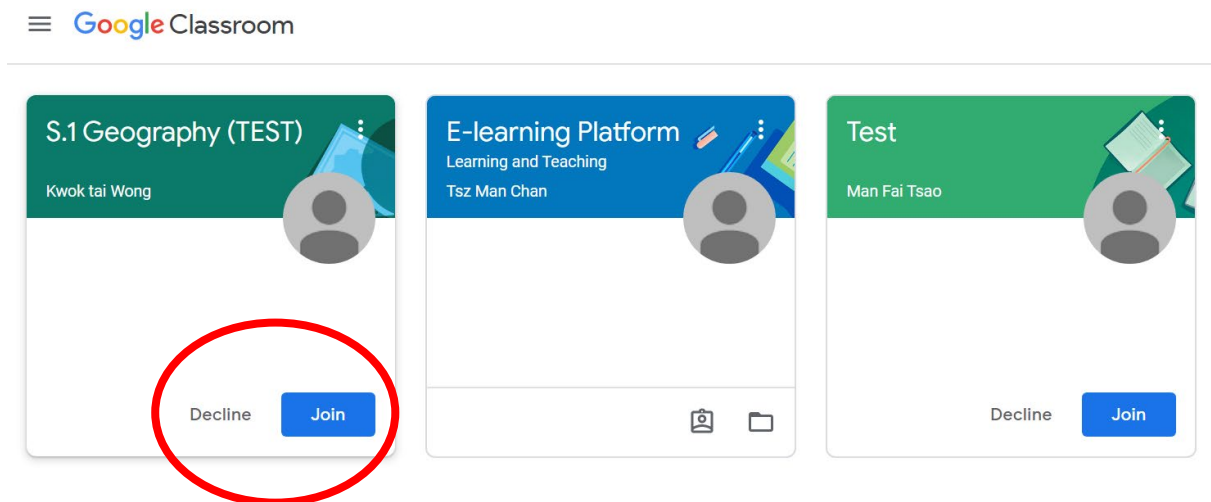 Google Classroom
S.1 Geography (TEST)
Kwok tai Wong
Decline
Join
E-learning Platform
Learning and Teaching
Tsz Man Chan
Test
Man Fai Tsao
Decline
Join